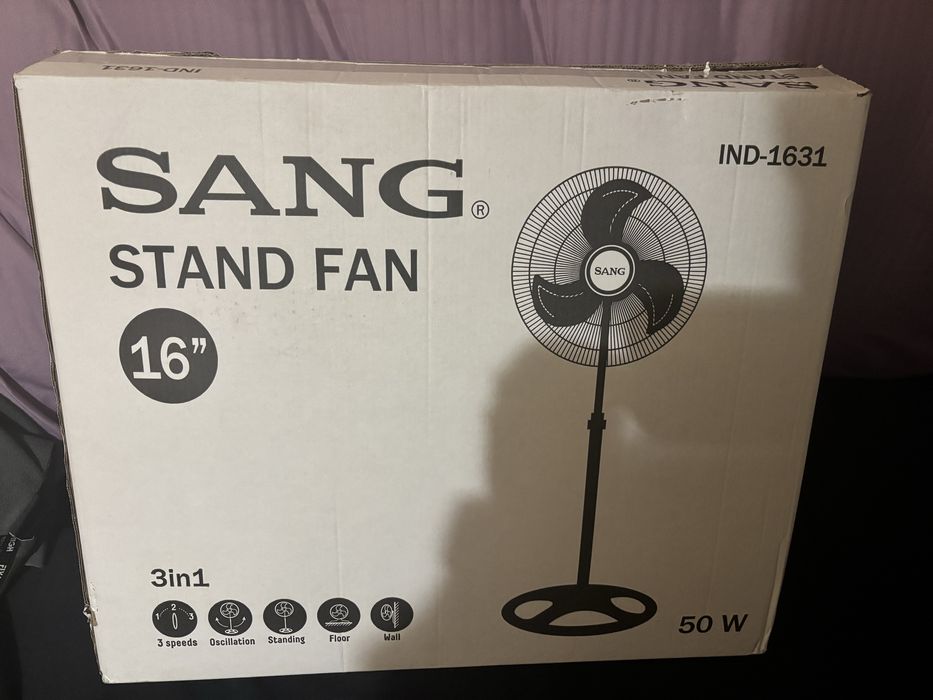 IND-1631
SANG®
STAND FAN
IND-1631
SANG®
STAND FAN
16”
SANG
3in1
1 2 3
3 speeds
Oscillation
Standing
Floor
Wall
50 W